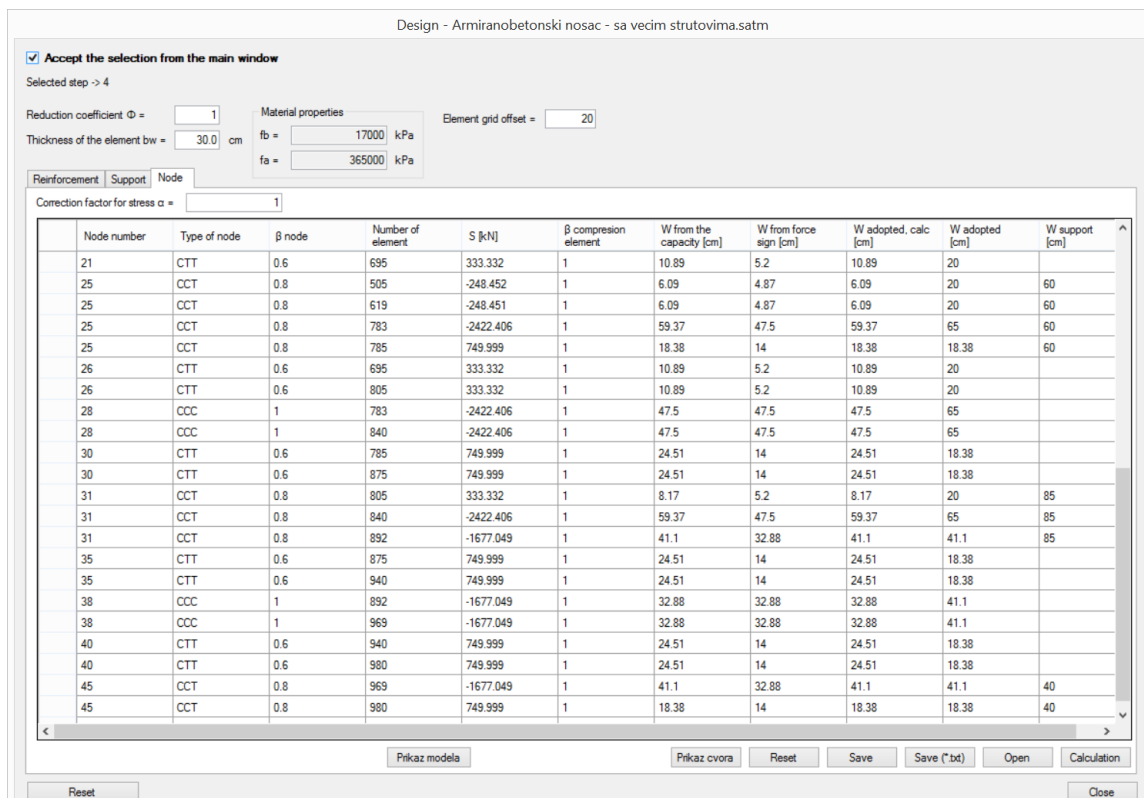 Design - Armiranobetonski nosac - sa vecim strutovima.satm
Accept the selection from the main window
Selected step -> 4
Reduction coefficient Φ = 1
Thickness of the element bw = 30.0 cm
Material properties
fb = 17000 kPa
fa = 365000 kPa
Element grid offset = 20
Reinforcement Support Node
Correction factor for stress α = 1
Node number Type of node β node Number of element S [kN] β compresion element W from the capacity [cm] W from force sign [cm] W adopted, calc [cm] W adopted [cm] W support [cm]
21 CTT 0.6 695 333.332 1 10.89 5.2 10.89 20
25 CCT 0.8 505 -248.452 1 6.09 4.87 6.09 20 60
25 CCT 0.8 619 -248.451 1 6.09 4.87 6.09 20 60
25 CCT 0.8 783 -2422.406 1 59.37 47.5 59.37 65 60
25 CCT 0.8 785 749.999 1 18.38 14 18.38 18.38 60
26 CTT 0.6 695 333.332 1 10.89 5.2 10.89 20
26 CTT 0.6 805 333.332 1 10.89 5.2 10.89 20
28 CCC 1 783 -2422.406 1 47.5 47.5 47.5 65
28 CCC 1 840 -2422.406 1 47.5 47.5 47.5 65
30 CTT 0.6 785 749.999 1 24.51 14 24.51 18.38
30 CTT 0.6 875 749.999 1 24.51 14 24.51 18.38
31 CCT 0.8 805 333.332 1 8.17 5.2 8.17 20 85
31 CCT 0.8 840 -2422.406 1 59.37 47.5 59.37 65 85
31 CCT 0.8 892 -1677.049 1 41.1 32.88 41.1 41.1 85
35 CTT 0.6 875 749.999 1 24.51 14 24.51 18.38
35 CTT 0.6 940 749.999 1 24.51 14 24.51 18.38
38 CCC 1 892 -1677.049 1 32.88 32.88 32.88 41.1
38 CCC 1 969 -1677.049 1 32.88 32.88 32.88 41.1
40 CTT 0.6 940 749.999 1 24.51 14 24.51 18.38
40 CTT 0.6 980 749.999 1 24.51 14 24.51 18.38
45 CCT 0.8 969 -1677.049 1 41.1 32.88 41.1 41.1 40
45 CCT 0.8 980 749.999 1 18.38 14 18.38 18.38 40
Prikaz modela Prikaz cvora Reset Save Save (*.txt) Open Calculation
Reset Close